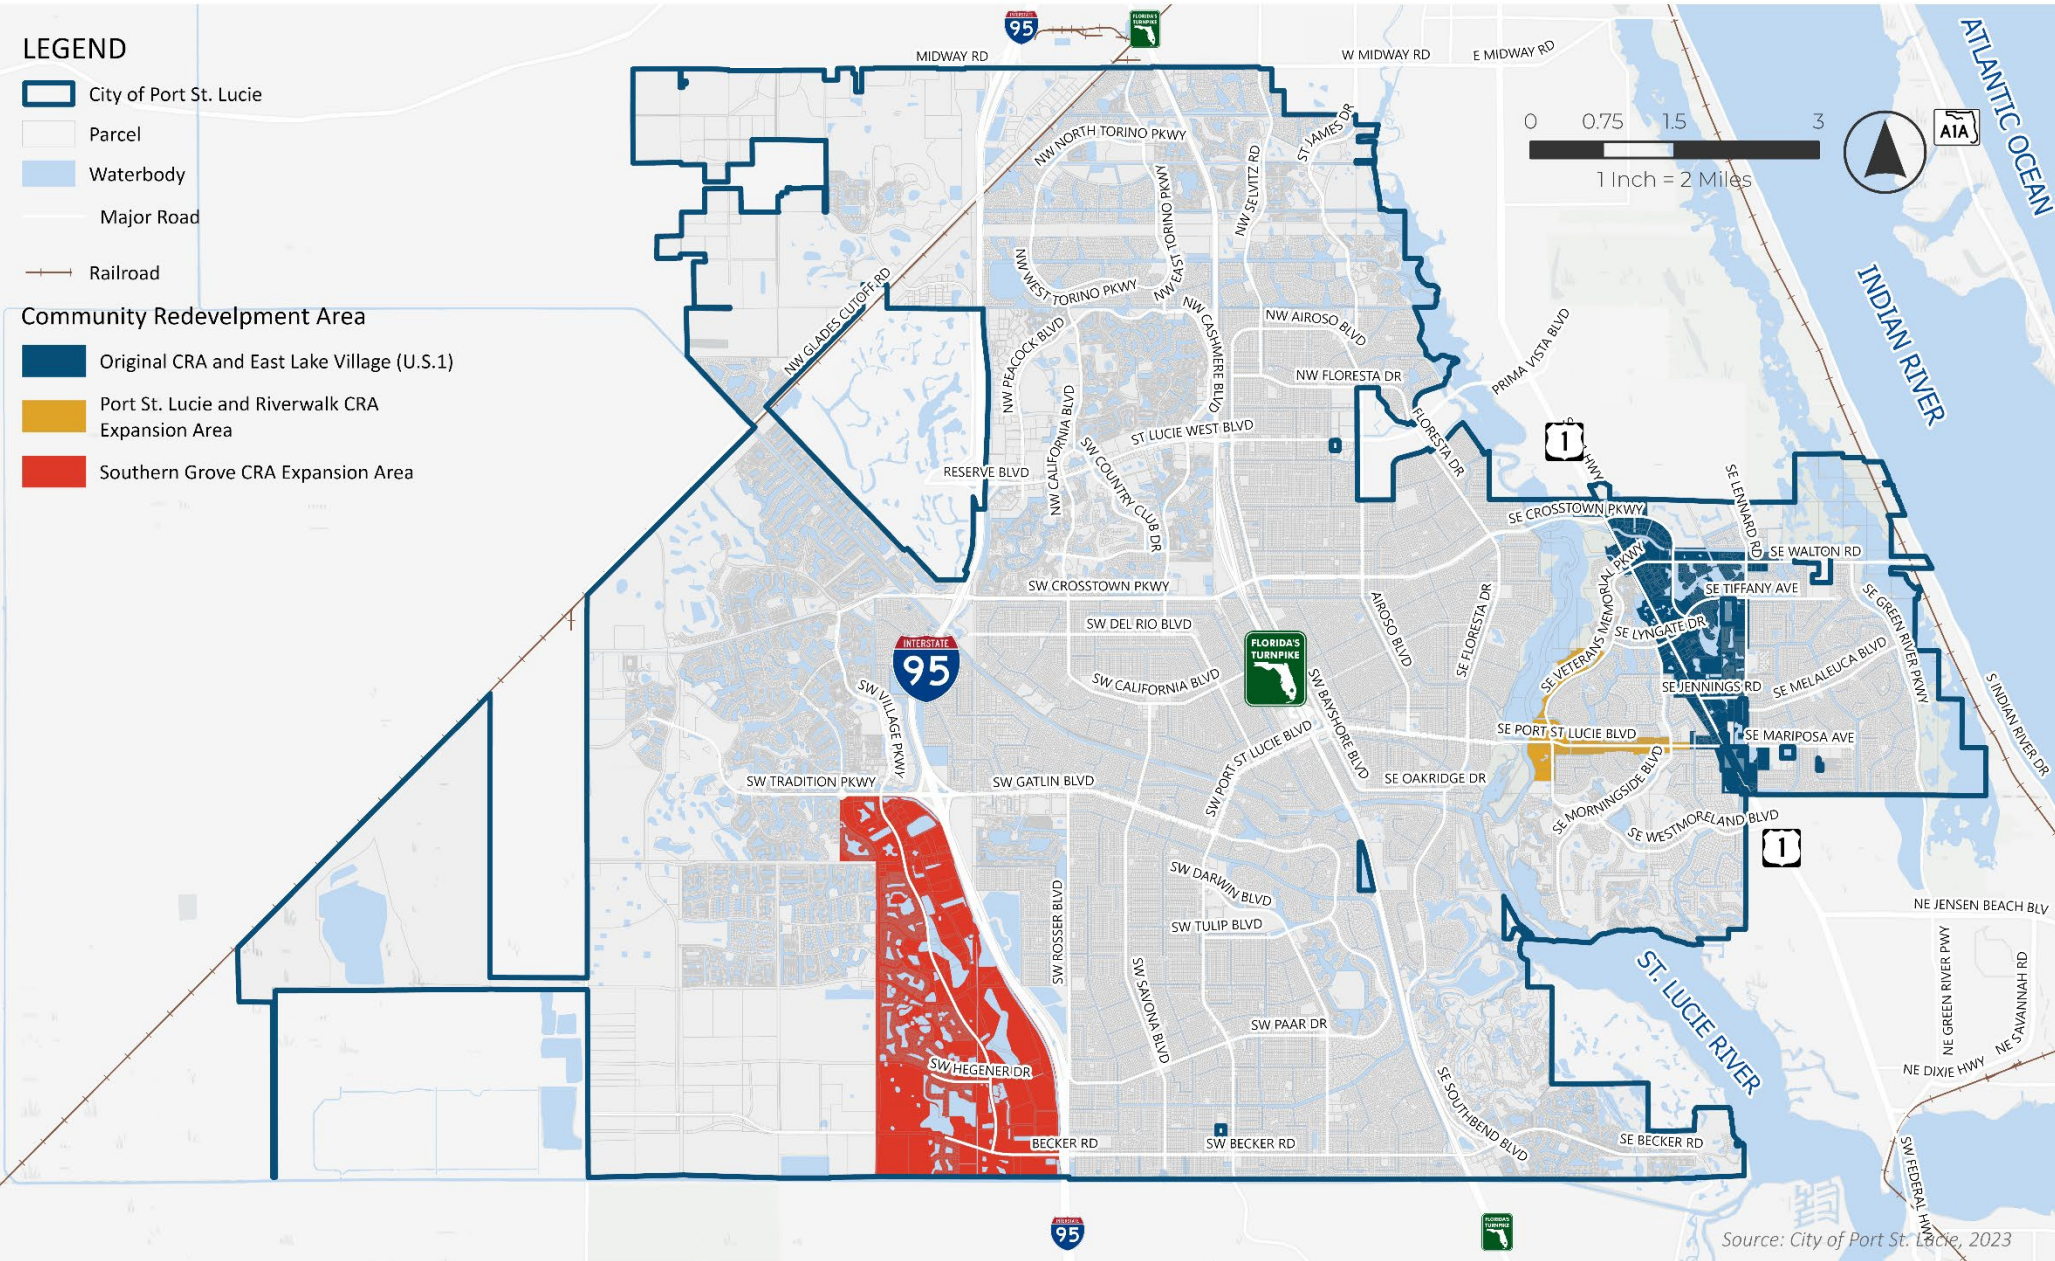 LEGEND
City of Port St. Lucie
Parcel
Waterbody
Major Road
Railroad
Community Redevelpment Area
Original CRA and East Lake Village (U.S.1)
Port St. Lucie and Riverwalk CRA
Expansion Area
Southern Grove CRA Expansion Area
INTERSTATE
95
FLORIDA'S
TURNPIKE
MIDWAY RD
W MIDWAY RD
E MIDWAY RD
0 0.75 1.5 3
1 Inch = 2 Miles
A1A
ATLANTIC OCEAN
INDIAN RIVER
NW NORTH TORINO PKWY
ST JAMES DR
NW SELVITZ RD
NW EAST TORINO PKWY
NW WEST TORINO PKWY
NW GLADES CUTOFF RD
NW PEACOCK BLVD
NW CASHMERE BLVD
NW AIROSO BLVD
NW FLORESTA DR
PRIMA VISTA BLVD
FLORESTA DR
ST LUCIE WEST BLVD
NW CALIFORNIA BLVD
SW COUNTRY CLUB DR
RESERVE BLVD
1
HWY
SE LENNARD RD
SE CROSSTOWN PKWY
SE WALTON RD
SE TIFFANY AVE
SE GREEN RIVER PKWY
SE VETERANS MEMORIAL PKWY
SE LYNGATE DR
SE MELALEUCA BLVD
SE JENNINGS RD
SE MARIPOSA AVE
SE PORT ST LUCIE BLVD
SW CROSSTOWN PKWY
SW DEL RIO BLVD
AIROSO BLVD
SE FLORESTA DR
INTERSTATE
95
FLORIDA'S
TURNPIKE
SW CALIFORNIA BLVD
SW VILLAGE PKWY
SW BAYSHORE BLVD
SW PORT ST LUCIE BLVD
SW TRADITION PKWY
SW GATLIN BLVD
SE OAKRIDGE DR
SE MORNINGSIDE BLVD
SE WESTMORELAND BLVD
S INDIAN RIVER DR
1
SW DARWIN BLVD
SW ROSSER BLVD
SW TULIP BLVD
SW SAVONA BLVD
SW PAAR DR
ST. LUCIE RIVER
NE JENSEN BEACH BLV
NE GREEN RIVER PWY
NE SAVANNAH RD
NE DIXIE HWY
SW HEGENER DR
BECKER RD
SW BECKER RD
SE SOUTHBEND BLVD
SE BECKER RD
SW FEDERAL HWY
INTERSTATE
95
FLORIDA'S
TURNPIKE
Source: City of Port St. Lucie, 2023